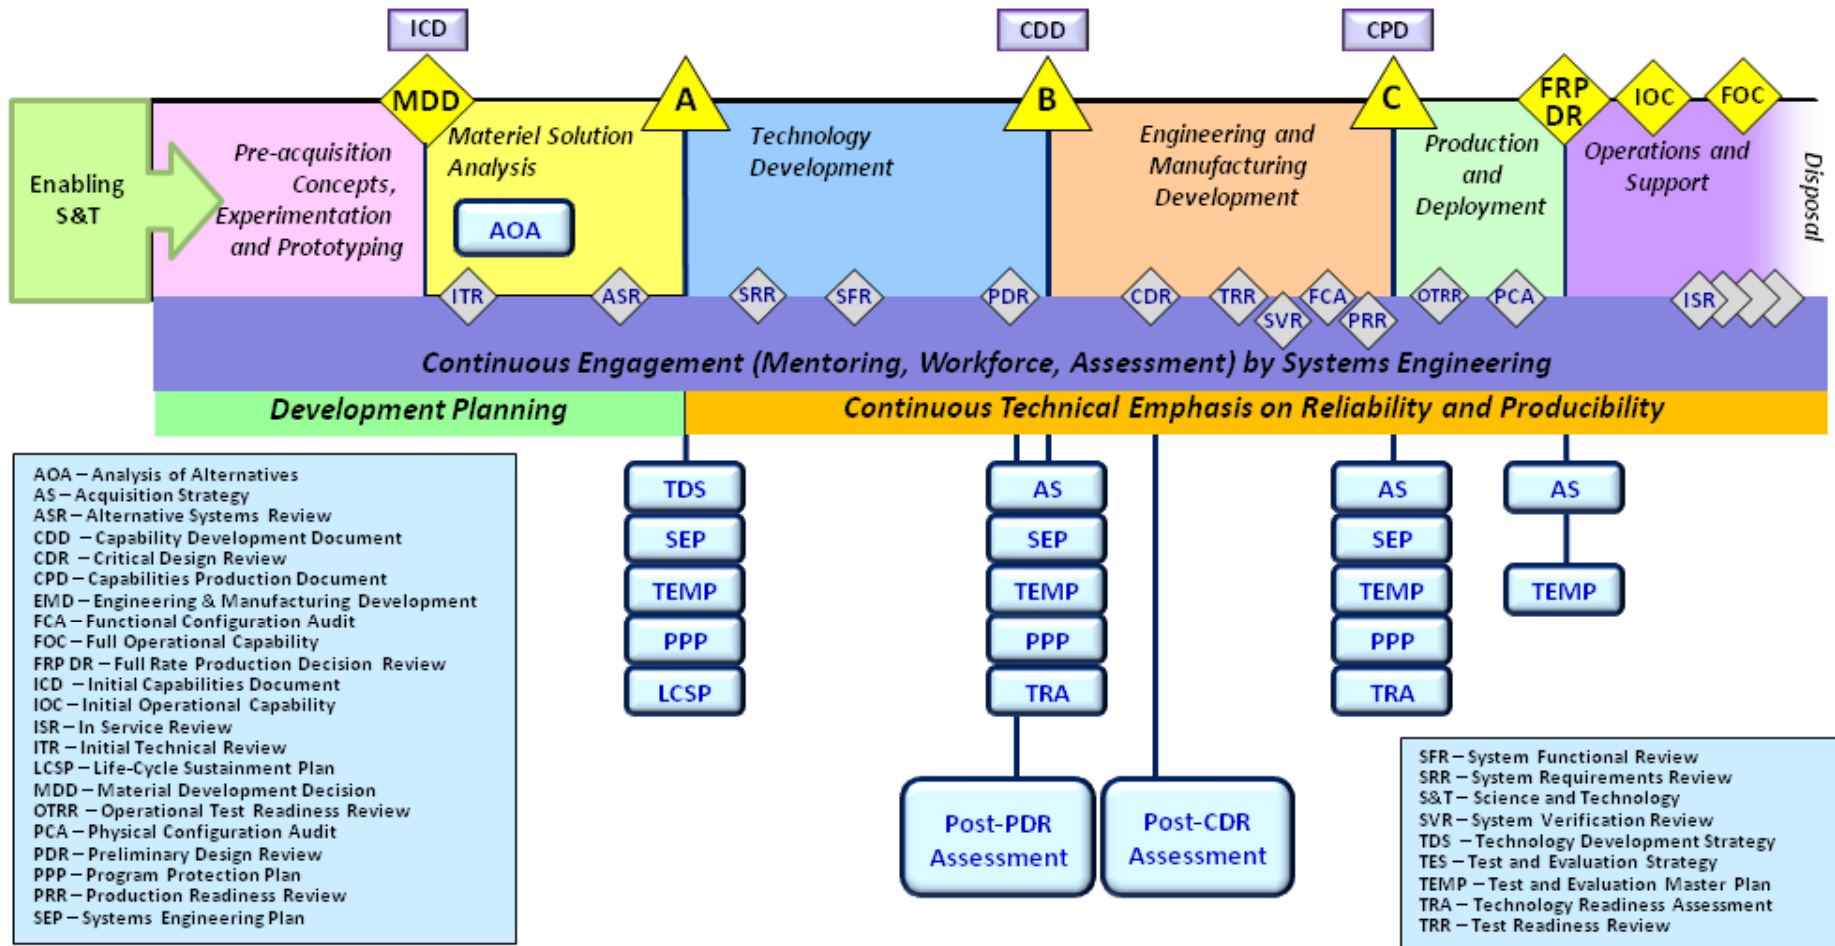 ICD
CDD
CPD
MDD
A
B
C
FRP
DR
IOC
FOC
Enabling
S&T
Pre-acquisition
Concepts,
Experimentation
and Prototyping
Materiel Solution
Analysis
AOA
Technology
Development
Engineering and
Manufacturing
Development
Production
and
Deployment
Operations and
Support
Disposal
ITR
ASR
SRR
SFR
PDR
CDR
TRR
SVR
FCA
PRR
OTRR
PCA
ISR
Continuous Engagement (Mentoring, Workforce, Assessment) by Systems Engineering
Development Planning
Continuous Technical Emphasis on Reliability and Producibility
TDS
SEP
TEMP
PPP
LCSP
AS
SEP
TEMP
PPP
TRA
AS
SEP
TEMP
PPP
TRA
AS
TEMP
Post-PDR
Assessment
Post-CDR
Assessment
AOA – Analysis of Alternatives
AS – Acquisition Strategy
ASR – Alternative Systems Review
CDD – Capability Development Document
CDR – Critical Design Review
CPD – Capabilities Production Document
EMD – Engineering & Manufacturing Development
FCA – Functional Configuration Audit
FOC – Full Operational Capability
FRP DR – Full Rate Production Decision Review
ICD – Initial Capabilities Document
IOC – Initial Operational Capability
ISR – In Service Review
ITR – Initial Technical Review
LCSP – Life-Cycle Sustainment Plan
MDD – Material Development Decision
OTRR – Operational Test Readiness Review
PCA – Physical Configuration Audit
PDR – Preliminary Design Review
PPP – Program Protection Plan
PRR – Production Readiness Review
SEP – Systems Engineering Plan
SFR – System Functional Review
SRR – System Requirements Review
S&T – Science and Technology
SVR – System Verification Review
TDS – Technology Development Strategy
TES – Test and Evaluation Strategy
TEMP – Test and Evaluation Master Plan
TRA – Technology Readiness Assessment
TRR – Test Readiness Review